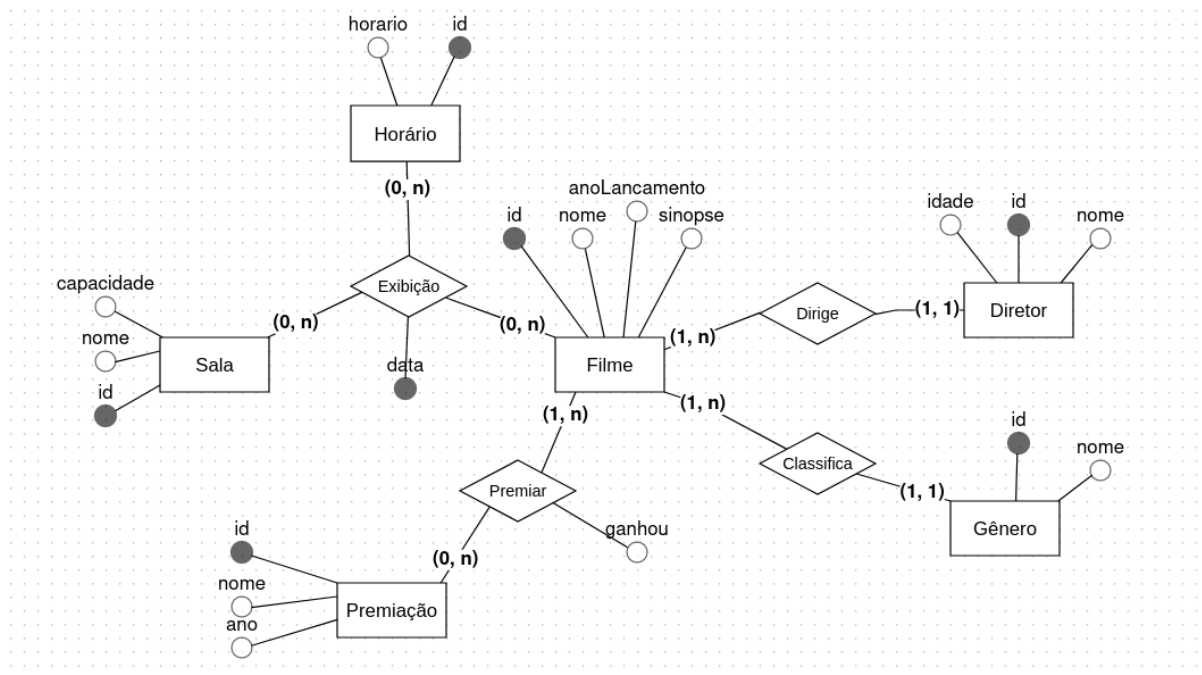 horario
id
Horário
(0, n)
anoLancamento
id
nome
sinopse
idade
id
nome
capacidade
Exibição
nome
(0, n)
(0, n)
Dirige
(1, 1)
Diretor
(1, n)
Sala
data
Filme
id
(1, n)
(1, n)
id
nome
Classifica
(1, 1)
Premiar
Gênero
ganhou
id
(0, n)
nome
Premiação
ano